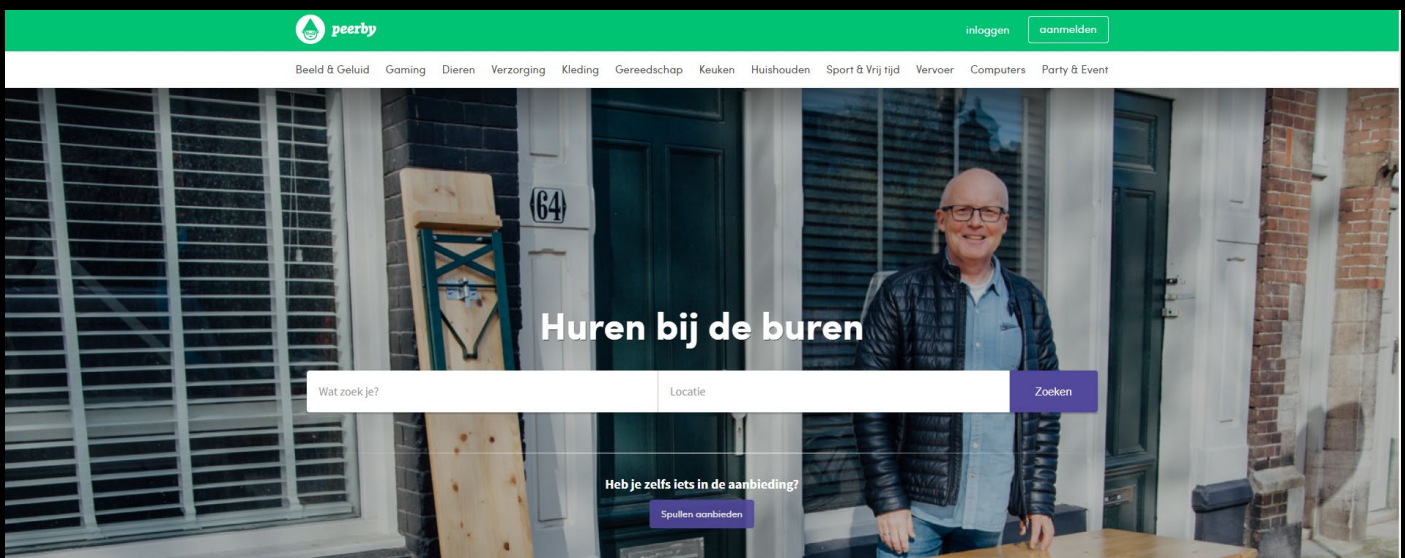 peerby
inloggen aanmelden
Beeld & Geluid Gaming Dieren Verzorging Kleding Gereedschap Keuken Huishouden Sport & Vrij tijd Vervoer Computers Party & Event
64
Huren bij de buren
Wat zoek je? Locatie Zoeken
Heb je zelfs iets in de aanbieding?
Spullen aanbieden